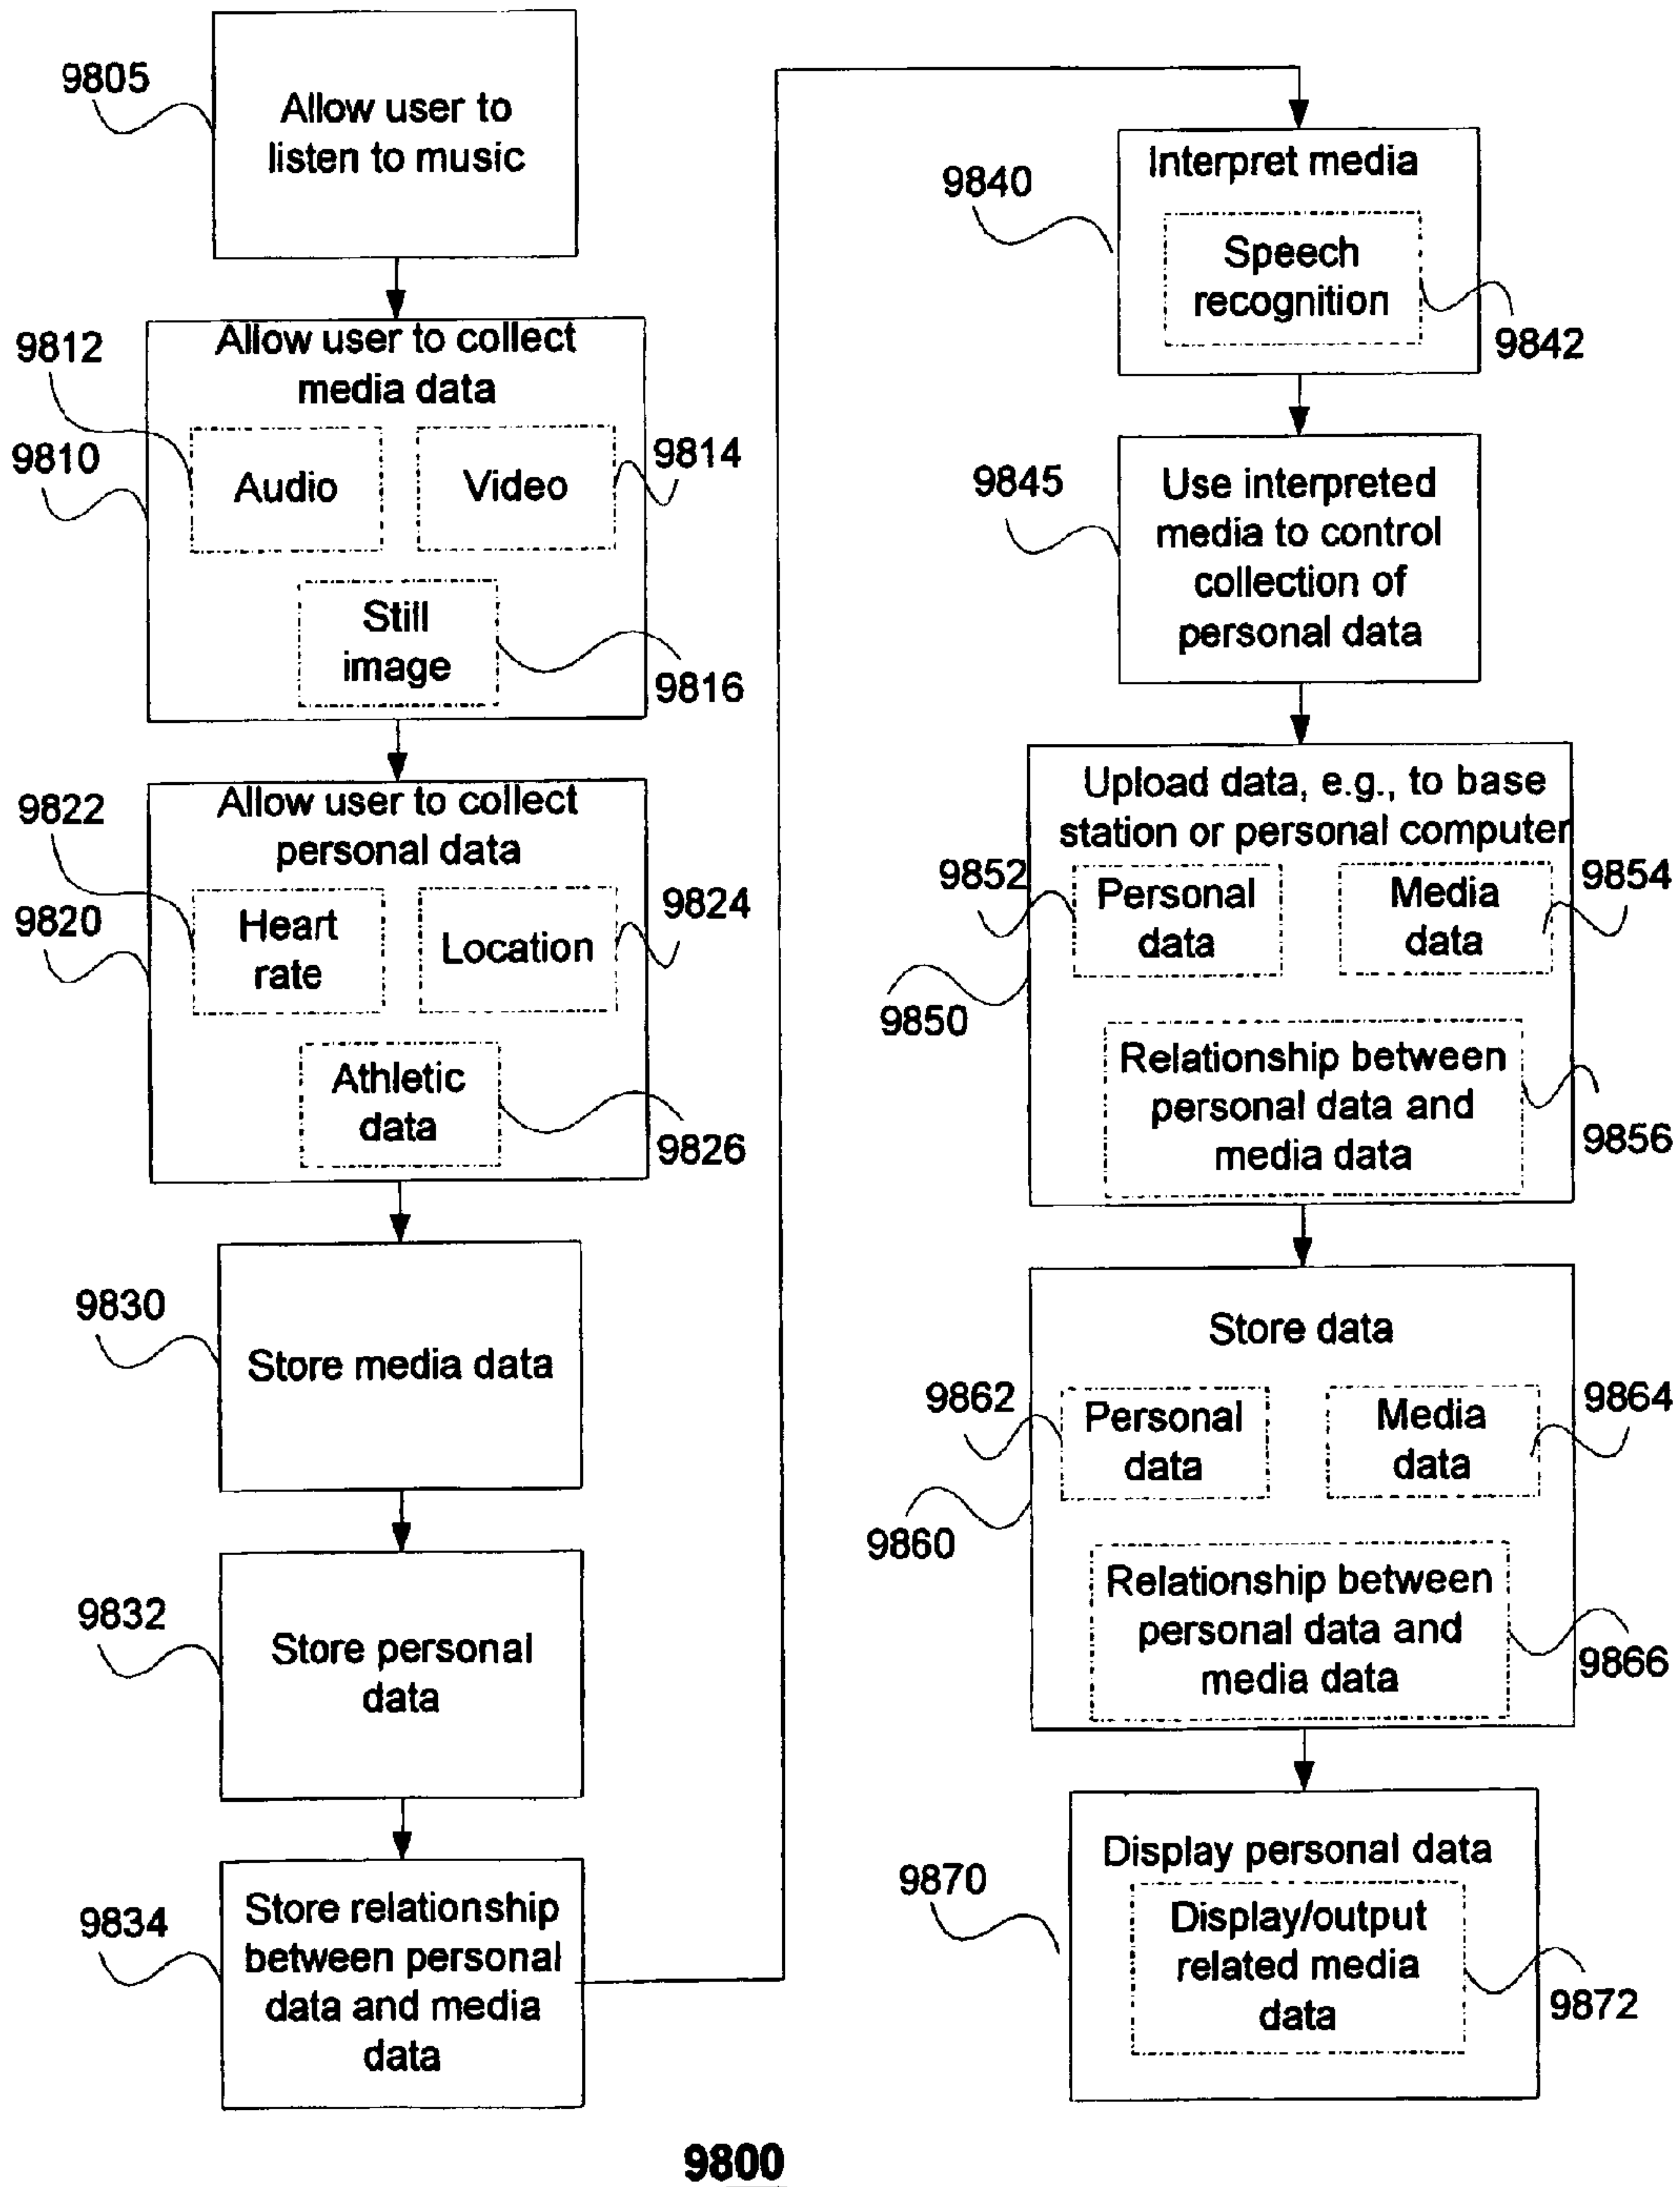 9805
Allow user to
listen to music
9812
9810
Allow user to collect
media data
Audio
Video
9814
Still
image
9816
9822
9820
Allow user to collect
personal data
Heart
rate
Location
9824
Athletic
data
9826
9830
Store media data
9832
Store personal
data
9834
Store relationship
between personal
data and media
data
9840
Interpret media
Speech
recognition
9842
9845
Use interpreted
media to control
collection of
personal data
Upload data, e.g., to base
station or personal computer
9852
Personal
data
Media
data
9854
9850
Relationship between
personal data and
media data
9856
Store data
9862
Personal
data
Media
data
9864
9860
Relationship between
personal data and
media data
9866
9870
Display personal data
Display/output
related media
data
9872
9800